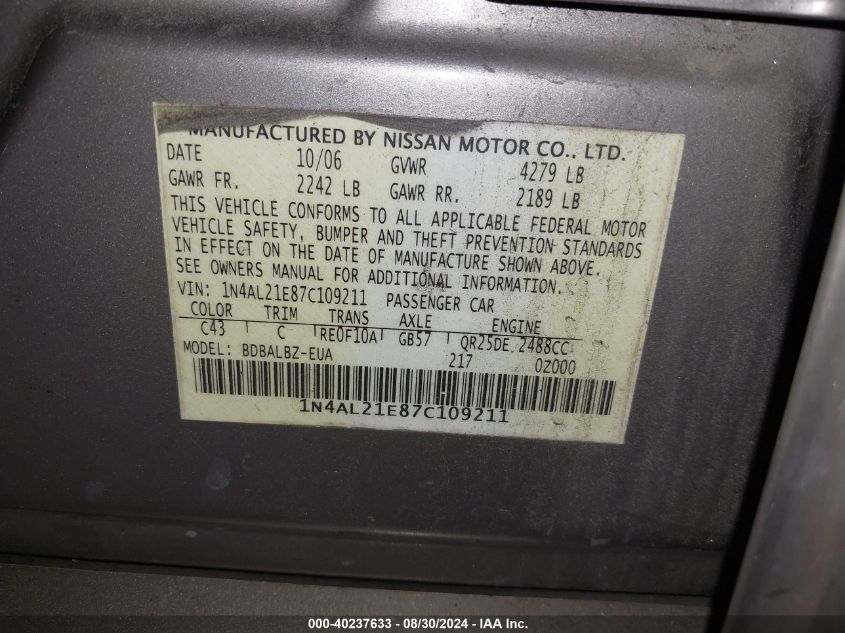 MANUFACTURED BY NISSAN MOTOR CO., LTD.
DATE 10/06 GVWR 4279 LB
GAWR FR. 2242 LB GAWR RR. 2189 LB
THIS VEHICLE CONFORMS TO ALL APPLICABLE FEDERAL MOTOR
VEHICLE SAFETY, BUMPER AND THEFT PREVENTION STANDARDS
IN EFFECT ON THE DATE OF MANUFACTURE SHOWN ABOVE.
SEE OWNERS MANUAL FOR ADDITIONAL INFORMATION.
VIN: 1N4AL21E87C109211 PASSENGER CAR
COLOR TRIM TRANS AXLE ENGINE
C43 C RE0F10A GB57 QR25DE 2488CC
MODEL: BDBALBZ-EUA 217 02000
1N4AL21E87C109211
000-40237633 / 08/30/2024 - IAA Inc.